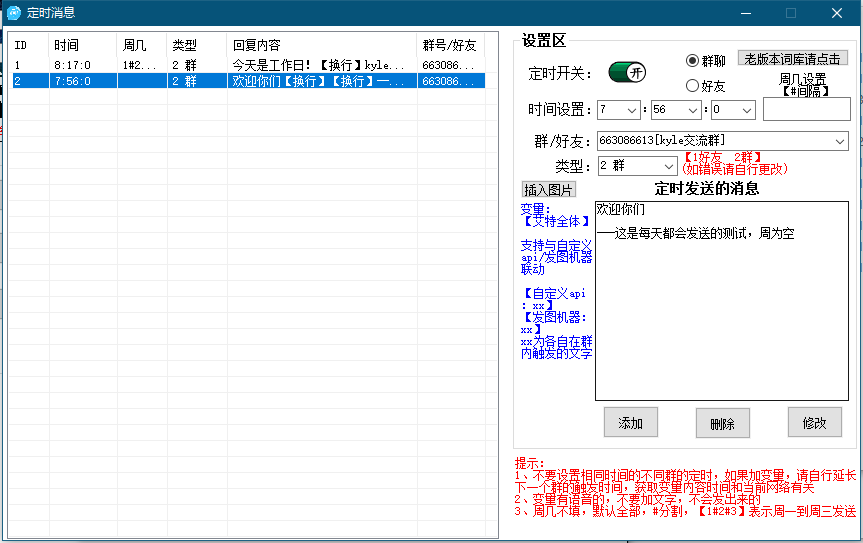 定时消息
ID 时间 周几 类型 回复内容 群号/好友
1 8:17:0 1#2... 2 群 今天是工作日！【换行】kyle... 663086...
2 7:56:0 2 群 欢迎你们【换行】【换行】——... 663086...
设置区
定时开关： 开 群聊 老版本词库请点击
好友 周几设置
【#间隔】
时间设置： 7 : 56 : 0
群/好友： 663086613[kyle交流群]
类型： 2 群 【1好友 2群】
(如错误请自行更改)
插入图片 定时发送的消息
变量：
【艾特全体】
支持与自定义
api/发图机器
联动
【自定义api
：xx】
【发图机器：
xx】
xx为各自在群
内触发的文字
欢迎你们
——这是每天都会发送的测试，周为空
添加 删除 修改
提示：
1、不要设置相同时间的不同群的定时，如果加变量，请自行延长
下一个群的触发时间，获取变量内容时间和当前网络有关
2、变量有语音的，不要加文字，不会发出来的
3、周几不填，默认全部，#分割，【1#2#3】表示周一到周三发送